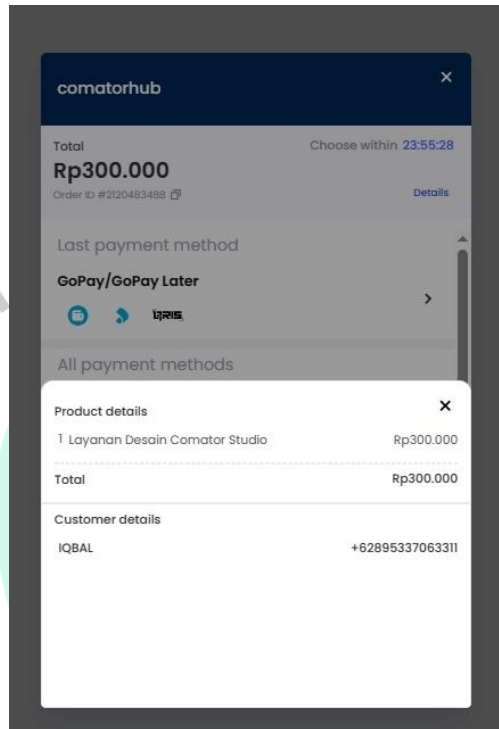 comatorhub
Total
Choose within 23:55:28
Rp300.000
Order ID #2120483488
Details
Last payment method
GoPay/GoPay Later
QRIS
All payment methods
Product details
1 Layanan Desain Comator Studio Rp300.000
Total Rp300.000
Customer details
IQBAL +62895337063311